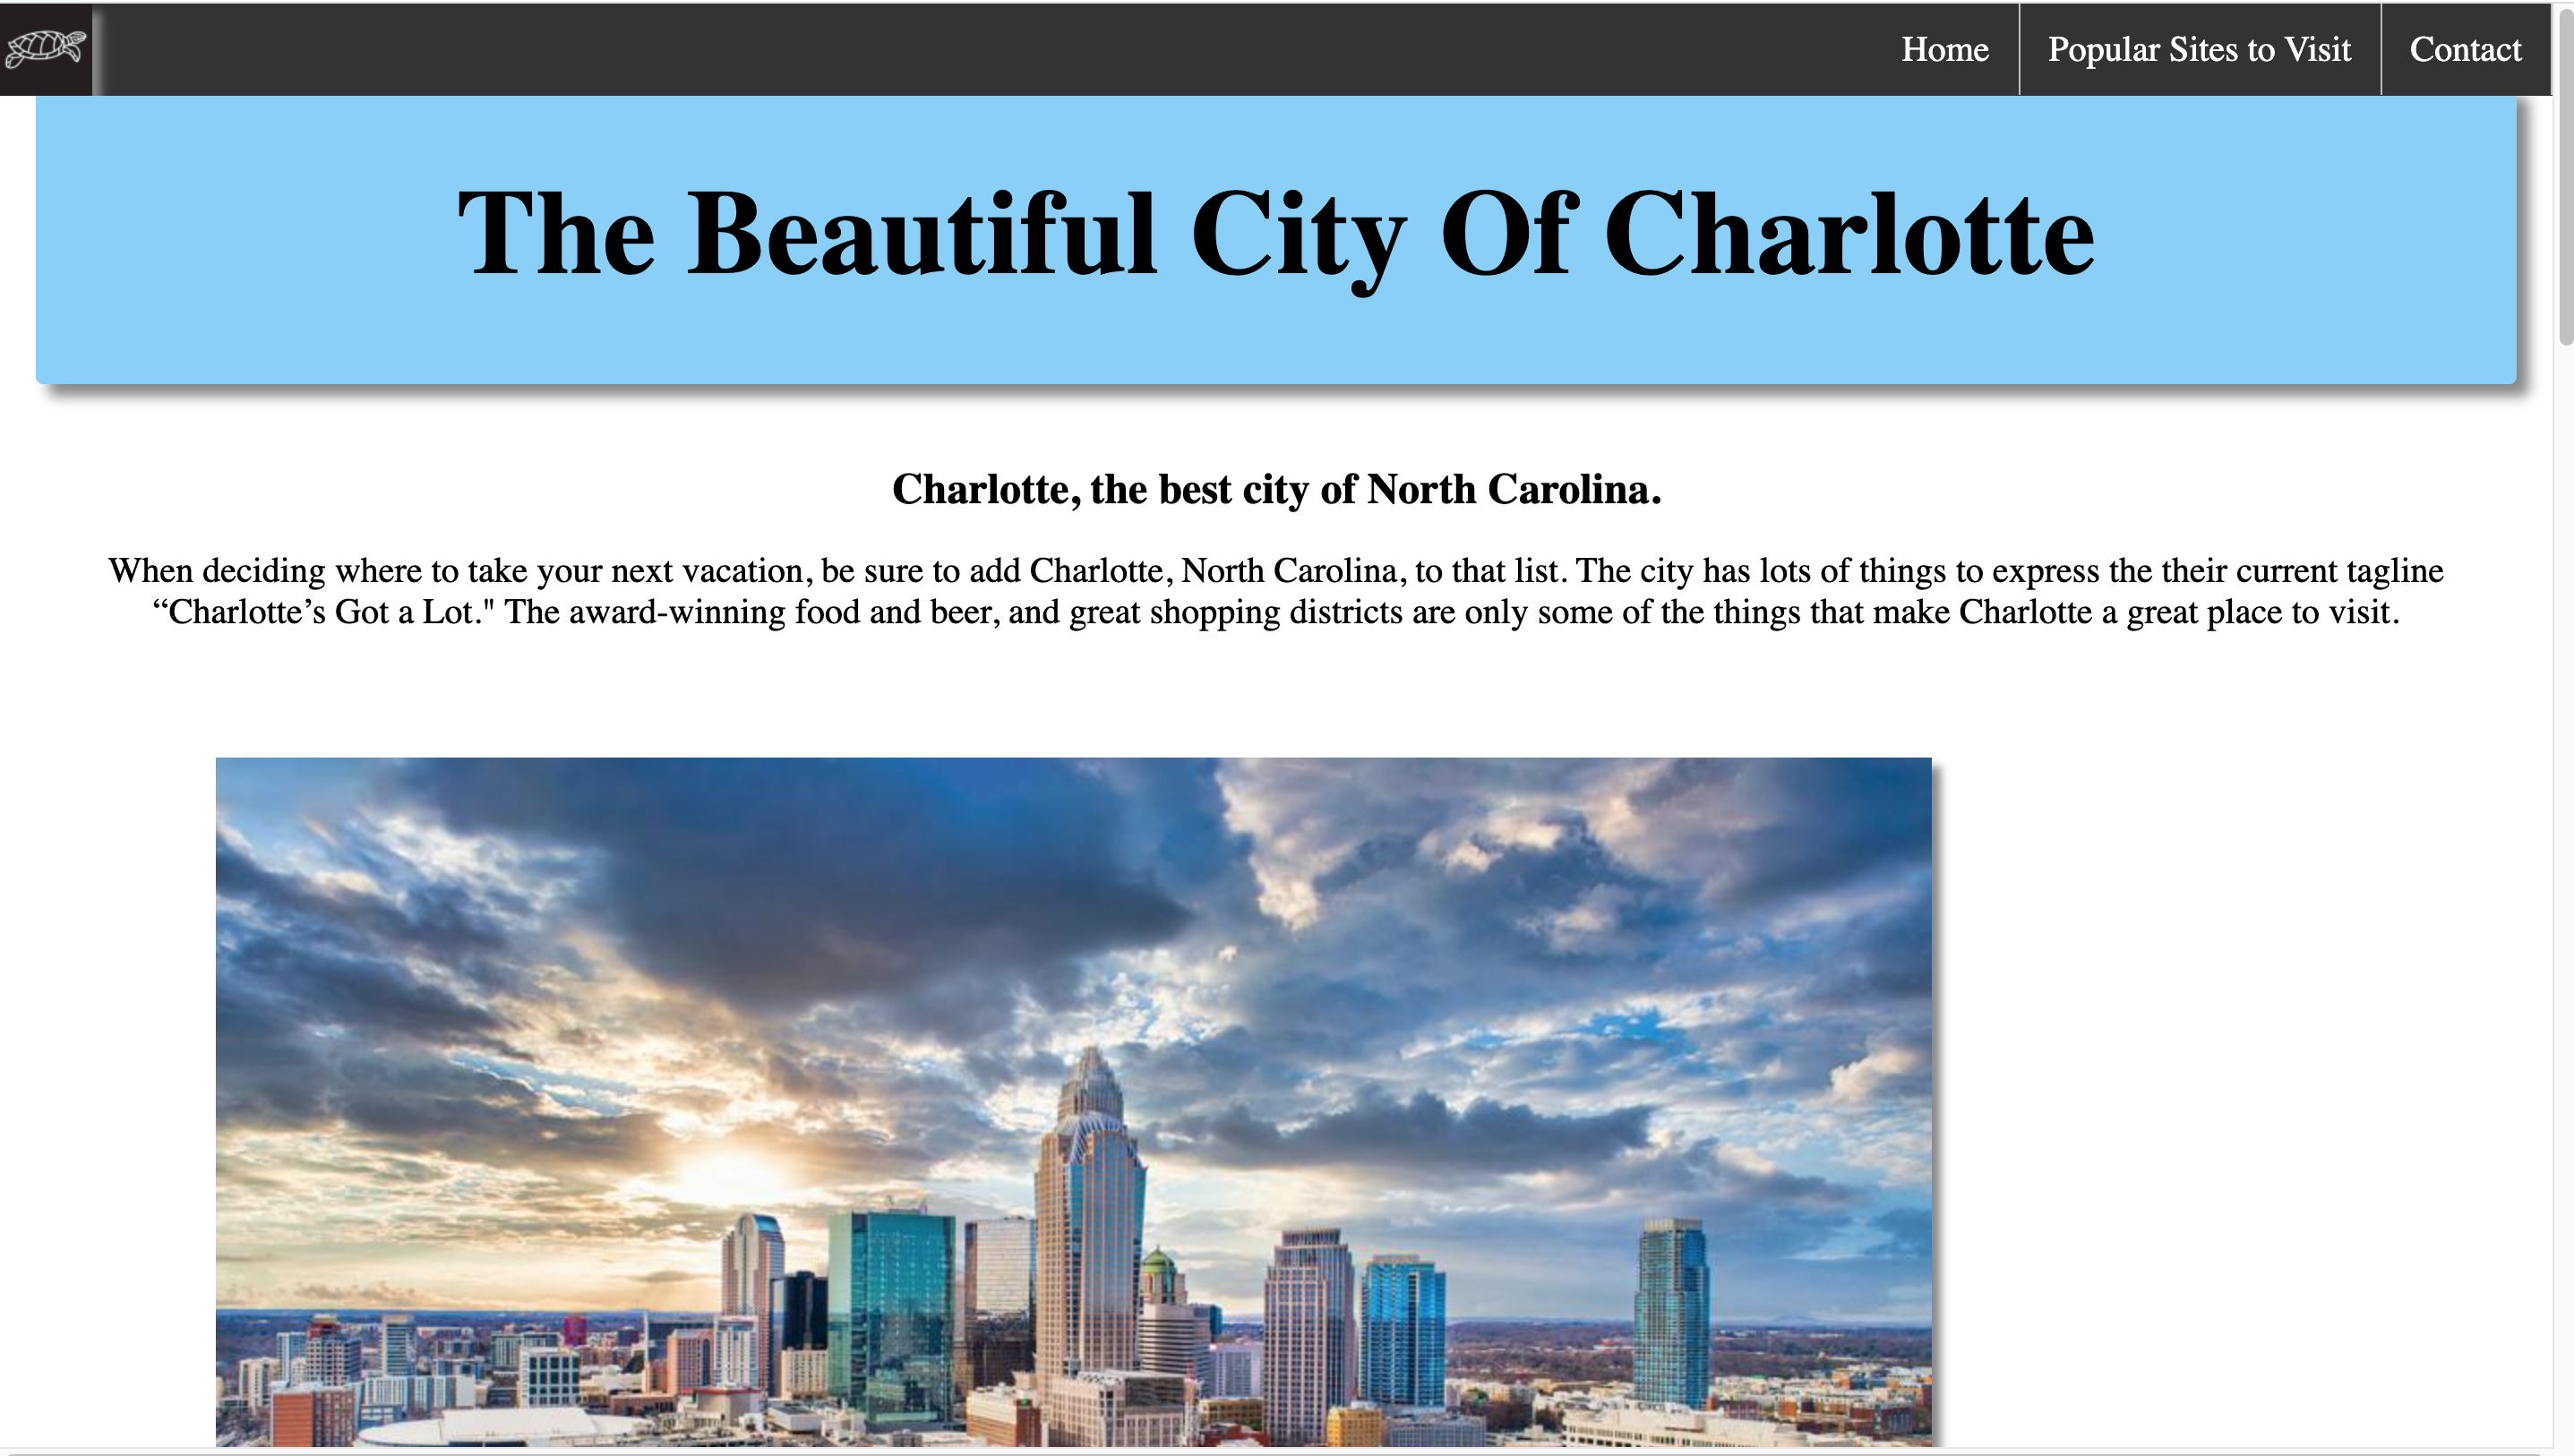 Home
Popular Sites to Visit
Contact
The Beautiful City Of Charlotte
Charlotte, the best city of North Carolina.
When deciding where to take your next vacation, be sure to add Charlotte, North Carolina, to that list. The city has lots of things to express the their current tagline
“Charlotte’s Got a Lot." The award-winning food and beer, and great shopping districts are only some of the things that make Charlotte a great place to visit.